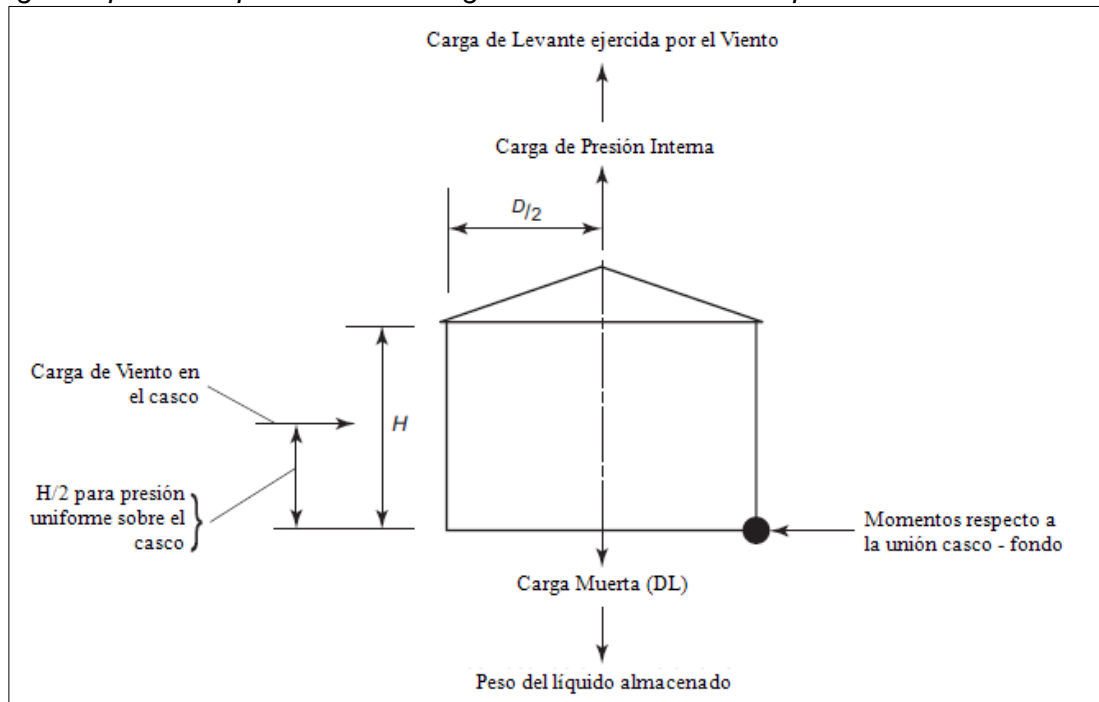 Carga de Levante ejercida por el Viento
Carga de Presión Interna
D/2
Carga de Viento en
el casco
H
H/2 para presión
uniforme sobre el
casco
Momentos respecto a
la unión casco - fondo
Carga Muerta (DL)
Peso del líquido almacenado